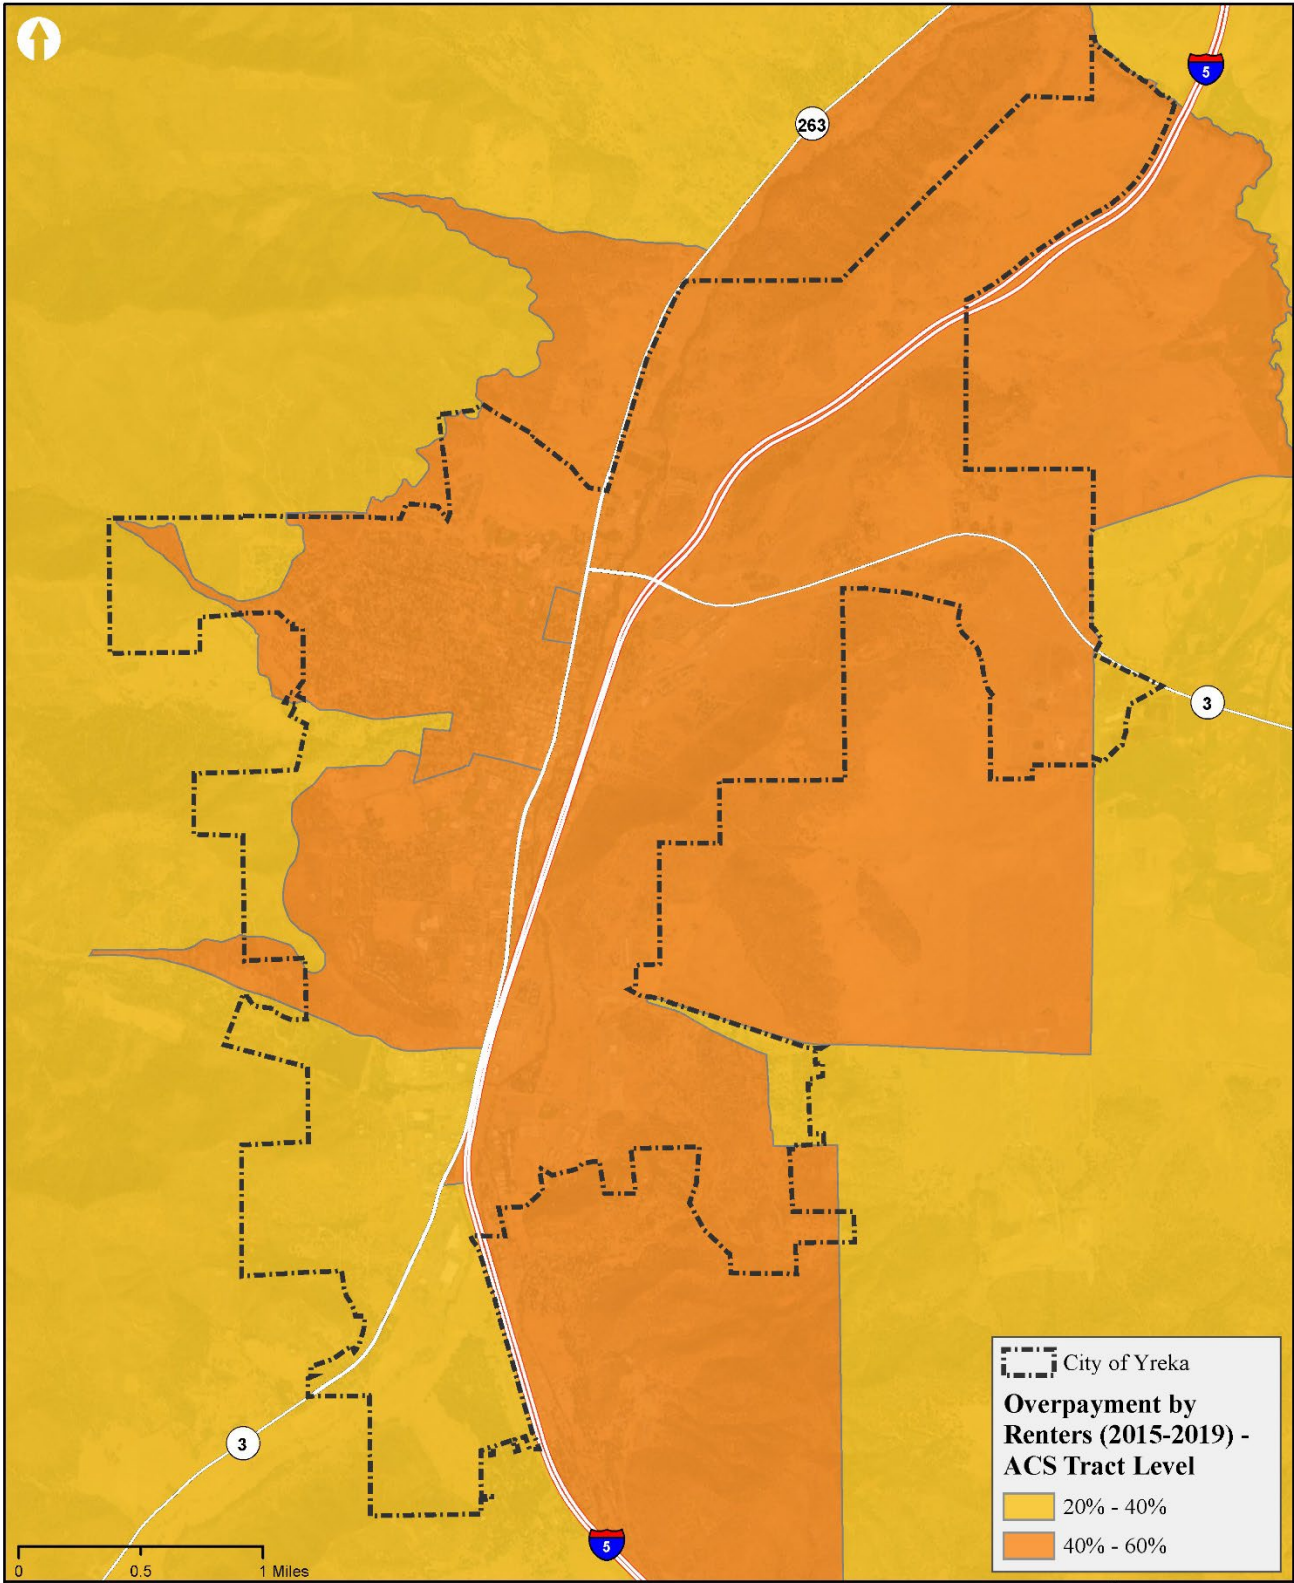 5
263
3
3
5
City of Yreka
Overpayment by
Renters (2015-2019) -
ACS Tract Level
20% - 40%
40% - 60%
0 0.5 1 Miles